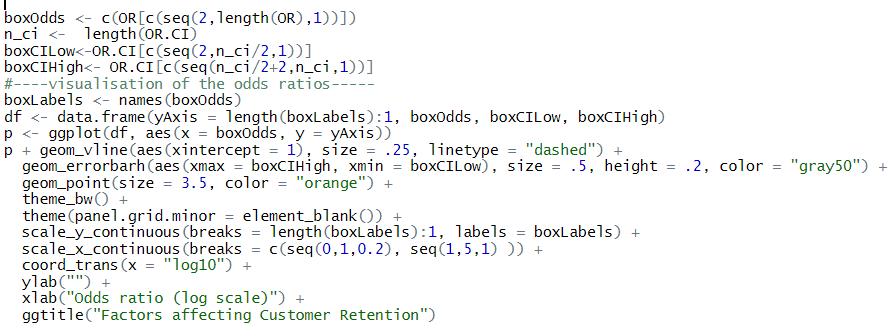 boxOdds <- c(OR[c(seq(2,length(OR),1))])
n_ci <-  length(OR.CI)
boxCILow<-OR.CI[c(seq(2,n_ci/2,1))]
boxCIHigh<- OR.CI[c(seq(n_ci/2+2,n_ci,1))]
#----visualisation of the odds ratios-----
boxLabels <- names(boxOdds)
df <- data.frame(yAxis = length(boxLabels):1, boxOdds, boxCILow, boxCIHigh)
p <- ggplot(df, aes(x = boxOdds, y = yAxis))
p + geom_vline(aes(xintercept = 1), size = .25, linetype = "dashed") +
  geom_errorbarh(aes(xmax = boxCIHigh, xmin = boxCILow), size = .5, height = .2, color = "gray50") +
  geom_point(size = 3.5, color = "orange") +
  theme_bw() +
  theme(panel.grid.minor = element_blank()) +
  scale_y_continuous(breaks = length(boxLabels):1, labels = boxLabels) +
  scale_x_continuous(breaks = c(seq(0,1,0.2), seq(1,5,1) )) +
  coord_trans(x = "log10") +
  ylab("") +
  xlab("Odds ratio (log scale)") +
  ggtitle("Factors affecting Customer Retention")